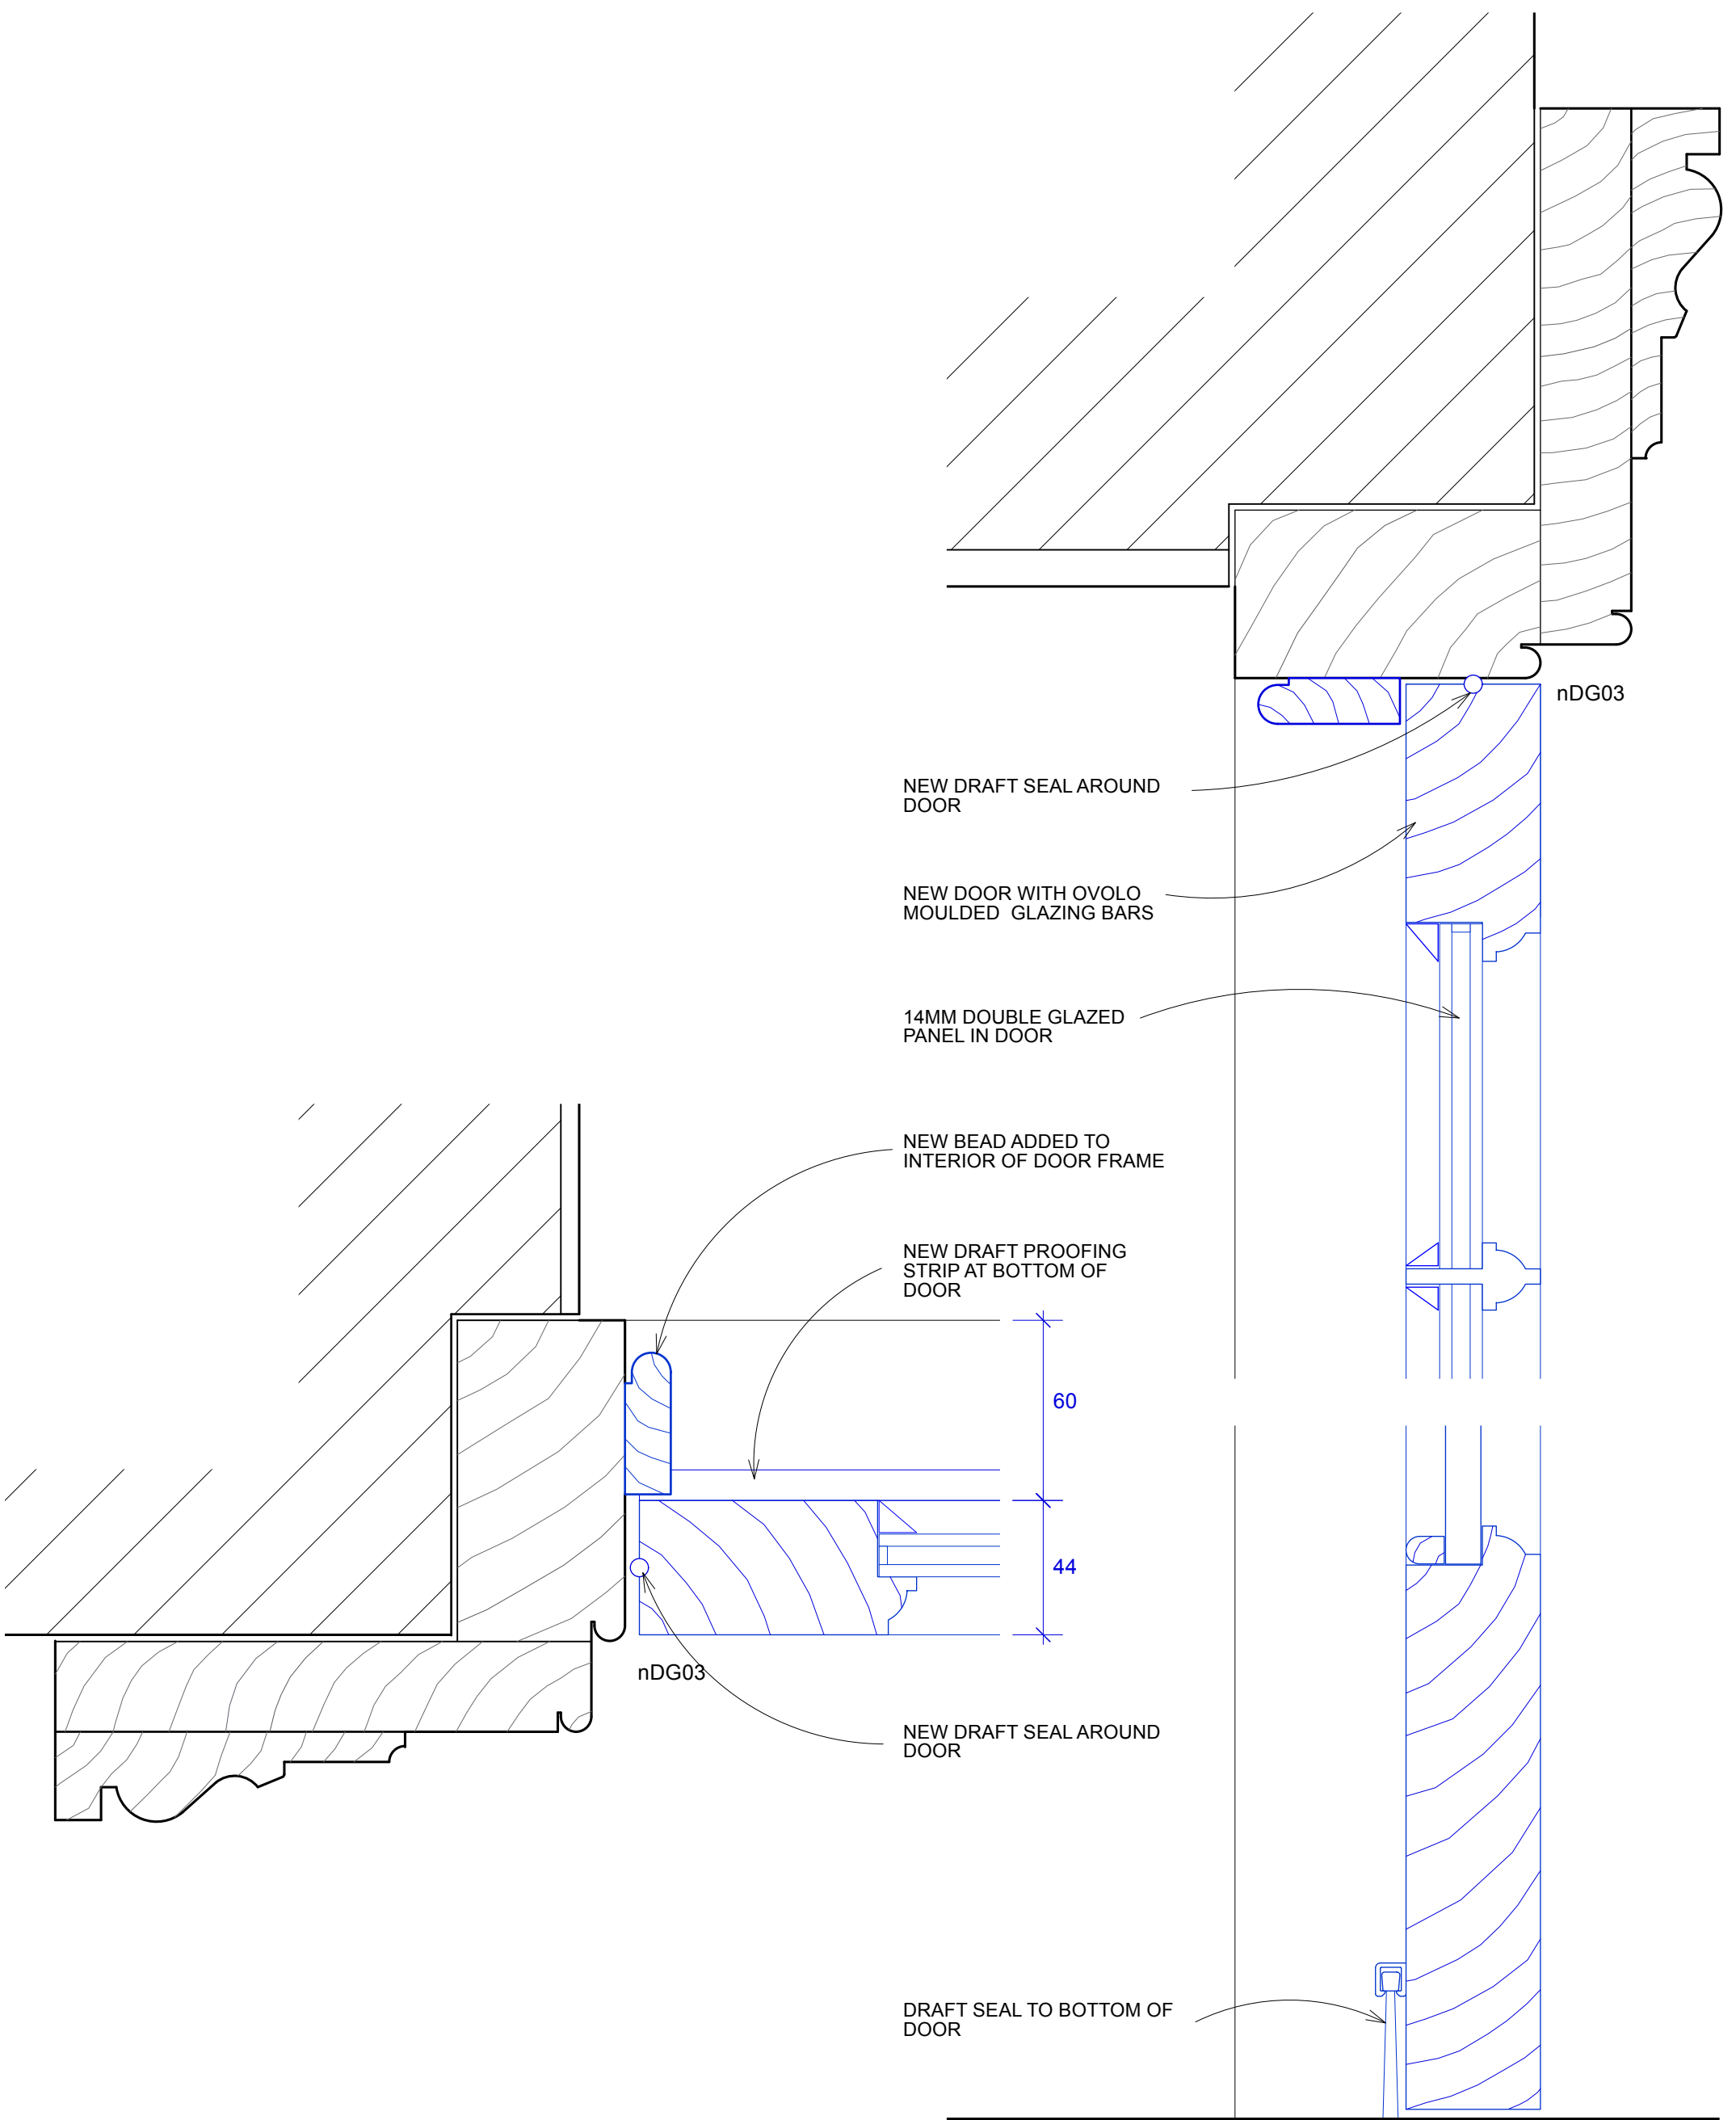 nDG03
NEW DRAFT SEAL AROUND
DOOR
NEW DOOR WITH OVOLO
MOULDED GLAZING BARS
14MM DOUBLE GLAZED
PANEL IN DOOR
NEW BEAD ADDED TO
INTERIOR OF DOOR FRAME
NEW DRAFT PROOFING
STRIP AT BOTTOM OF
DOOR
60
44
nDG03
NEW DRAFT SEAL AROUND
DOOR
DRAFT SEAL TO BOTTOM OF
DOOR